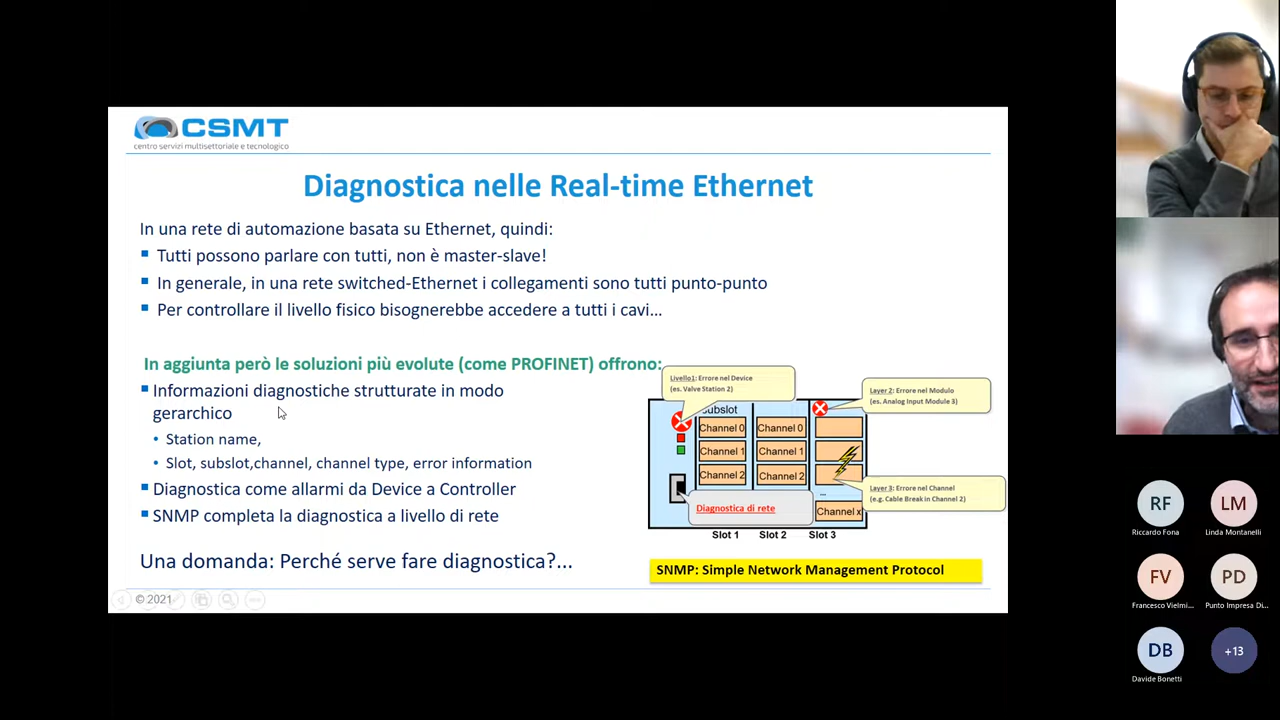 CSMT
centro servizi multisettoriale e tecnologico
Diagnostica nelle Real-time Ethernet
In una rete di automazione basata su Ethernet, quindi:
Tutti possono parlare con tutti, non è master-slave!
In generale, in una rete switched-Ethernet i collegamenti sono tutti punto-punto
Per controllare il livello fisico bisognerebbe accedere a tutti i cavi...
In aggiunta però le soluzioni più evolute (come PROFINET) offrono:
Informazioni diagnostiche strutturate in modo
gerarchico
Station name,
Slot, subslot,channel, channel type, error information
Diagnostica come allarmi da Device a Controller
SNMP completa la diagnostica a livello di rete
Una domanda: Perché serve fare diagnostica?...
© 2021
Livello1: Errore nel Device
(es. Valve Station 2)
Layer 2: Errore nel Modulo
(es. Analog Input Module 3)
subslot
Channel 0
Channel 0
Channel 1
Channel 1
Channel 2
Channel 2
...
Layer 3: Errore nel Channel
(e.g. Cable Break in Channel 2)
Diagnostica di rete
Channel x
Slot 1
Slot 2
Slot 3
SNMP: Simple Network Management Protocol
RF
LM
Riccardo Fona
Linda Montanelli
FV
PD
Francesco Vielmi...
Punto Impresa Di...
DB
+13
Davide Bonetti